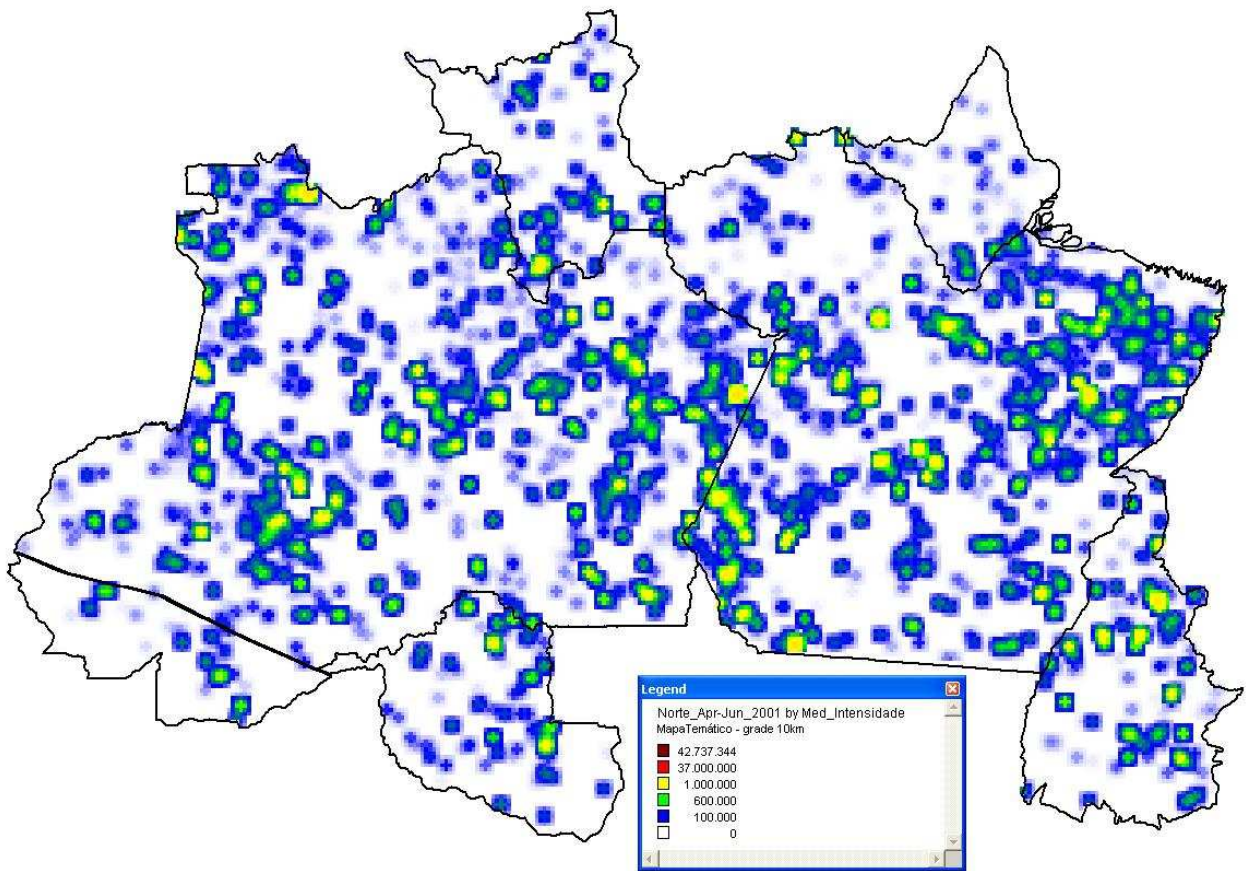 Legend
Norte_Apr-Jun_2001 by Med_Intensidade
MapaTemático - grade 10km
42.737.344
37.000.000
1.000.000
600.000
100.000
0